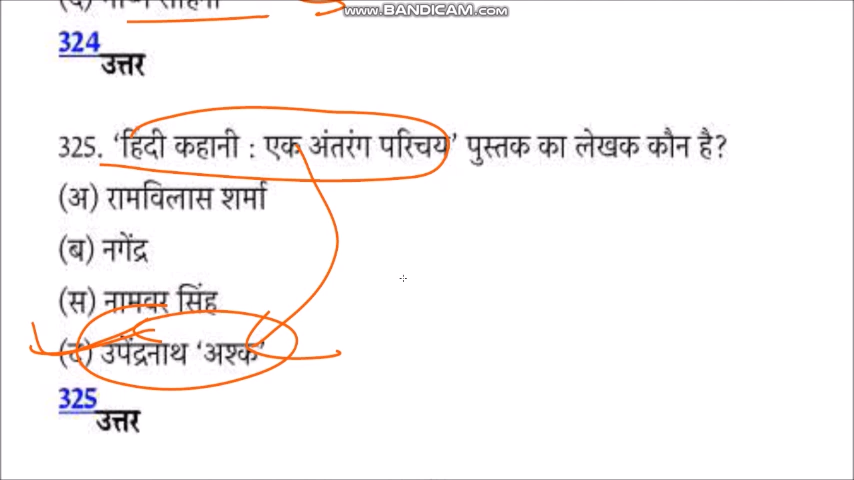 www.BANDICAM.com
324
उत्तर
325. ‘हिंदी कहानी : एक अंतरंग परिचय’ पुस्तक का लेखक कौन है?
(अ) रामविलास शर्मा
(ब) नगेंद्र
(स) नामवर सिंह
(द) उपेंद्रनाथ ‘अश्क’
325
उत्तर